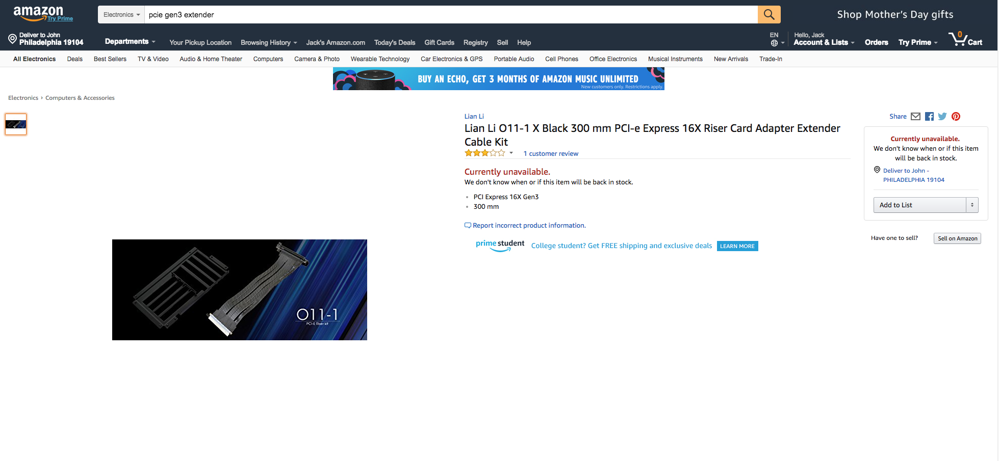 amazon
Try Prime
Electronics
pcie gen3 extender
Shop Mother's Day gifts
Deliver to John
Philadelphia 19104
Departments
Your Pickup Location
Browsing History
Jack's Amazon.com
Today's Deals
Gift Cards
Registry
Sell
Help
EN
Hello, Jack
Account & Lists
Orders
Try Prime
0
Cart
All Electronics
Deals
Best Sellers
TV & Video
Audio & Home Theater
Computers
Camera & Photo
Wearable Technology
Car Electronics & GPS
Portable Audio
Cell Phones
Office Electronics
Musical Instruments
New Arrivals
Trade-In
BUY AN ECHO, GET 3 MONTHS OF AMAZON MUSIC UNLIMITED
New customers only. Restrictions apply.
Electronics › Computers & Accessories
Lian Li
Lian Li O11-1 X Black 300 mm PCI-e Express 16X Riser Card Adapter Extender
Cable Kit
1 customer review
Currently unavailable.
We don't know when or if this item will be back in stock.
PCI Express 16X Gen3
300 mm
Report incorrect product information.
prime student
College student? Get FREE shipping and exclusive deals
LEARN MORE
O11-1
PCI-E Riser kit
Share
Currently unavailable.
We don't know when or if this item
will be back in stock.
Deliver to John -
PHILADELPHIA 19104
Add to List
Have one to sell?
Sell on Amazon